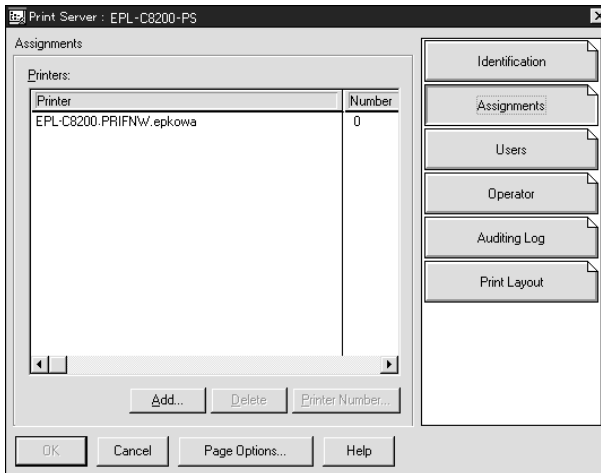 Print Server : EPL-C8200-PS
Assignments
Printers:
Printer Number
EPL-C8200.PRIFNW.epkowa 0
Add... Delete Printer Number...
OK Cancel Page Options... Help
Identification
Assignments
Users
Operator
Auditing Log
Print Layout